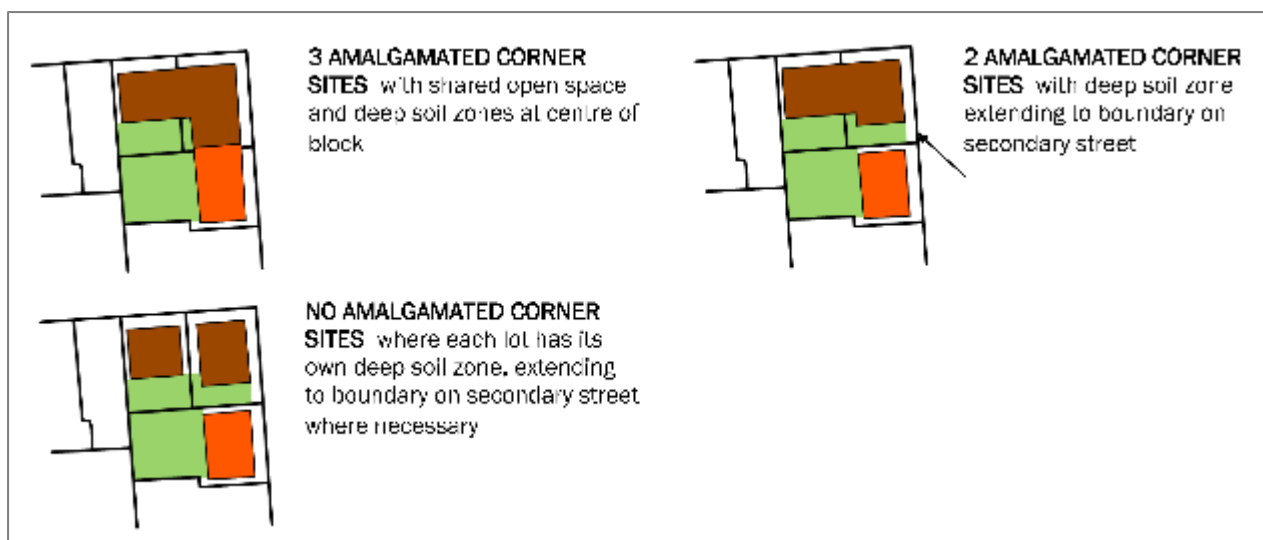 3 AMALGAMATED CORNER
SITES with shared open space
and deep soil zones at centre of
block
2 AMALGAMATED CORNER
SITES with deep soil zone
extending to boundary on
secondary street
NO AMALGAMATED CORNER
SITES where each lot has its
own deep soil zone, extending
to boundary on secondary street
where necessary